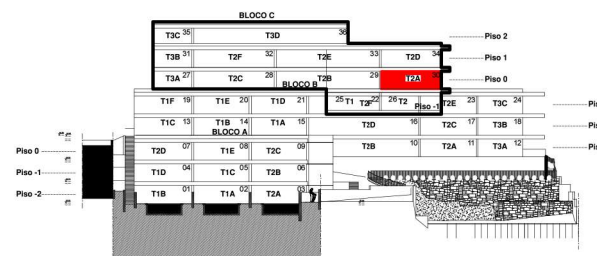 BLOCO C
T3C 35 T3D 36 Piso 2
T3B 31 T2F 32 T2E 33 T2D 34 Piso 1
T3A 27 T2C 28 T2B 29 T2A Piso 0
BLOCO B
T1F 19 T1E 20 T1D 21 25 T1 T2F 22 26 T2 T2E 23 T3C 24
Piso -1
T1C 13 T1B 14 T1A 15 T2D 16 T2C 17 T3B 18
BLOCO A
Piso 0 T2D 07 T1E 08 T2C 09 T2B 10 T2A 11 T3A 12
Piso -1 T1D 04 T1C 05 T2B 06
Piso -2 T1B 01 T1A 02 T2A 03